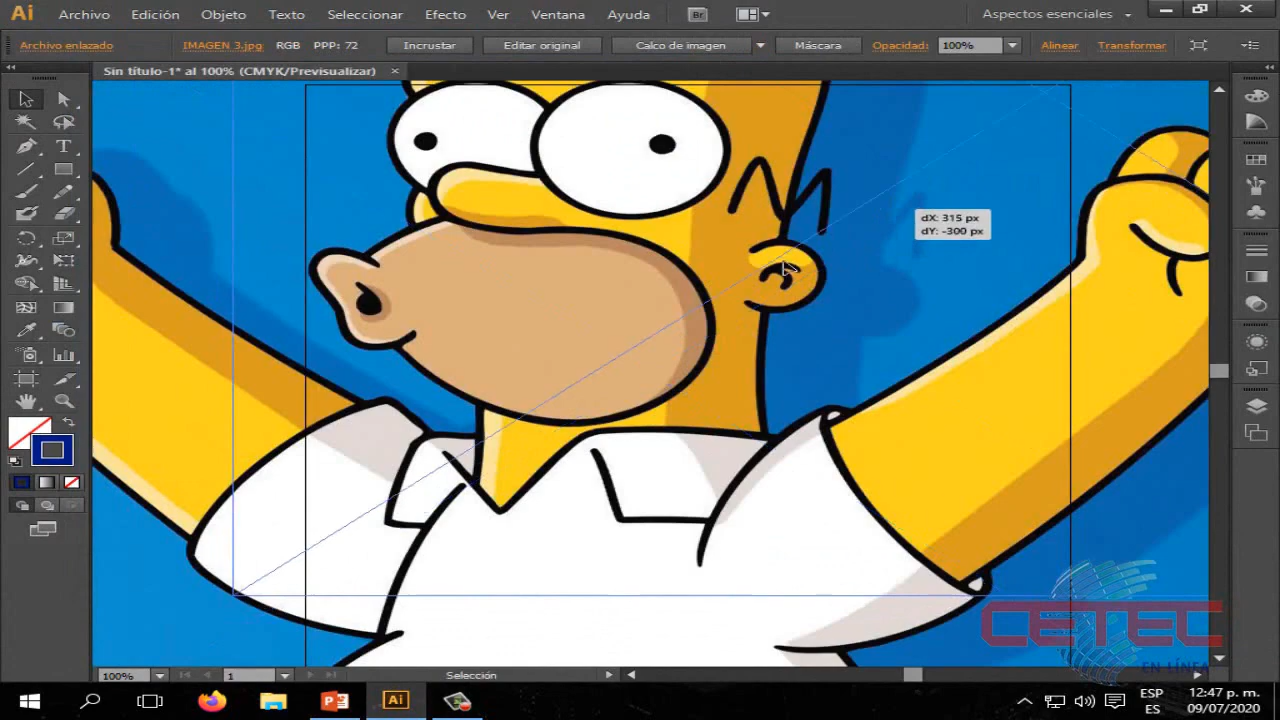 Ai Archivo Edición Objeto Texto Seleccionar Efecto Ver Ventana Ayuda Br Aspectos esenciales
Archivo enlazado IMAGEN 3.jpg RGB PPP: 72 Incrustar Editar original Calco de imagen Máscara Opacidad: 100% Alinear Transformar
Sin título-1* al 100% (CMYK/Previsualizar) ×
T
dX: 315 px
dY: -300 px
CETEC
EN LÍNEA
100% 1 Selección
Ai ESP 12:47 p. m.
ES 09/07/2020